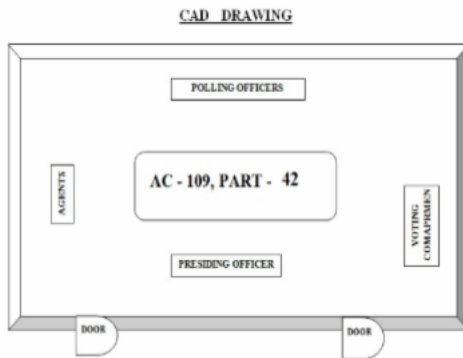 CAD DRAWING
POLLING OFFICERS
AC - 109, PART - 42
AGENTS
VOTING
COMAPRMEN
PRESIDING OFFICER
DOOR
DOOR